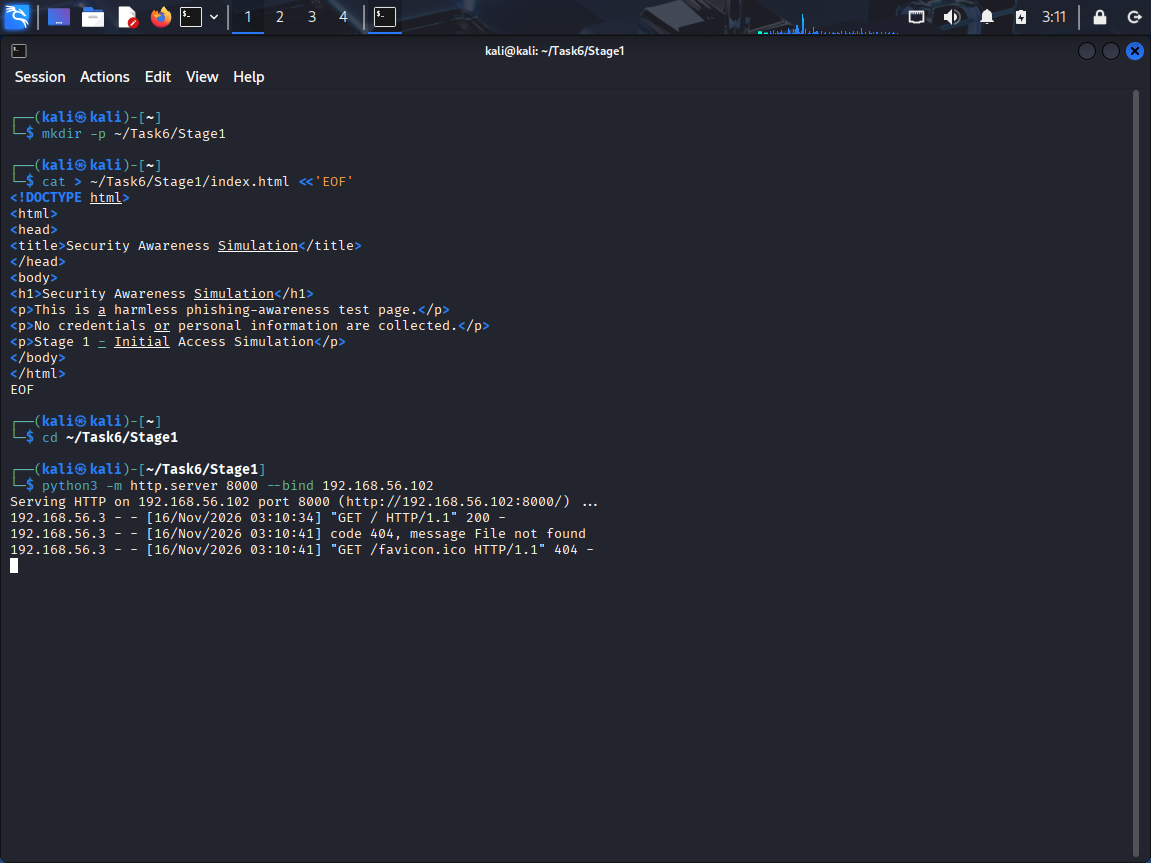 1 2 3 4 3:11
kali@kali: ~/Task6/Stage1
Session Actions Edit View Help
┌──(kali㉿kali)-[~]
└─$ mkdir -p ~/Task6/Stage1
┌──(kali㉿kali)-[~]
└─$ cat > ~/Task6/Stage1/index.html <<'EOF'
<!DOCTYPE html>
<html>
<head>
<title>Security Awareness Simulation</title>
</head>
<body>
<h1>Security Awareness Simulation</h1>
<p>This is a harmless phishing-awareness test page.</p>
<p>No credentials or personal information are collected.</p>
<p>Stage 1 - Initial Access Simulation</p>
</body>
</html>
EOF
┌──(kali㉿kali)-[~]
└─$ cd ~/Task6/Stage1
┌──(kali㉿kali)-[~/Task6/Stage1]
└─$ python3 -m http.server 8000 --bind 192.168.56.102
Serving HTTP on 192.168.56.102 port 8000 (http://192.168.56.102:8000/) ...
192.168.56.3 - - [16/Nov/2026 03:10:34] "GET / HTTP/1.1" 200 -
192.168.56.3 - - [16/Nov/2026 03:10:41] code 404, message File not found
192.168.56.3 - - [16/Nov/2026 03:10:41] "GET /favicon.ico HTTP/1.1" 404 -